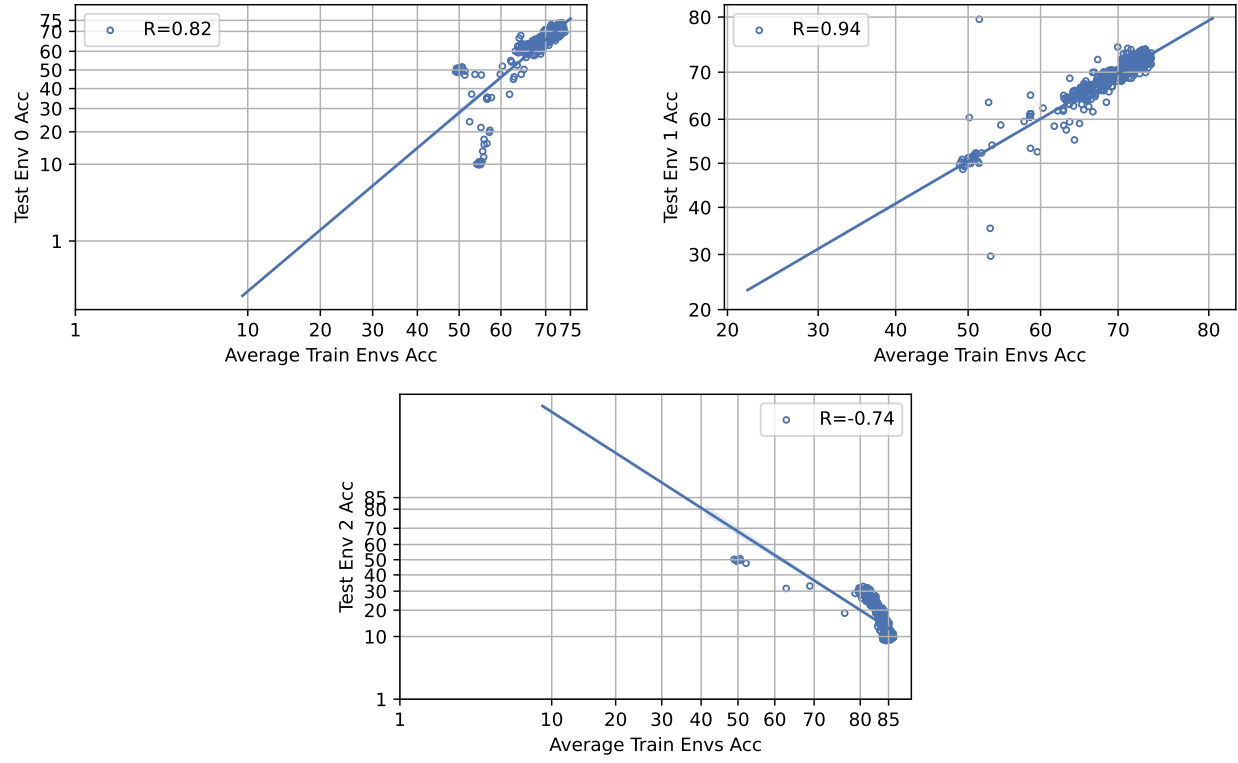 R=0.82
75
70
60
50
40
30
20
10
1
Test Env 0 Acc
1 10 20 30 40 50 60 70 75
Average Train Envs Acc
R=0.94
80
70
60
50
40
30
20
Test Env 1 Acc
20 30 40 50 60 70 80
Average Train Envs Acc
R=-0.74
85
80
70
60
50
40
30
20
10
1
Test Env 2 Acc
1 10 20 30 40 50 60 70 80 85
Average Train Envs Acc